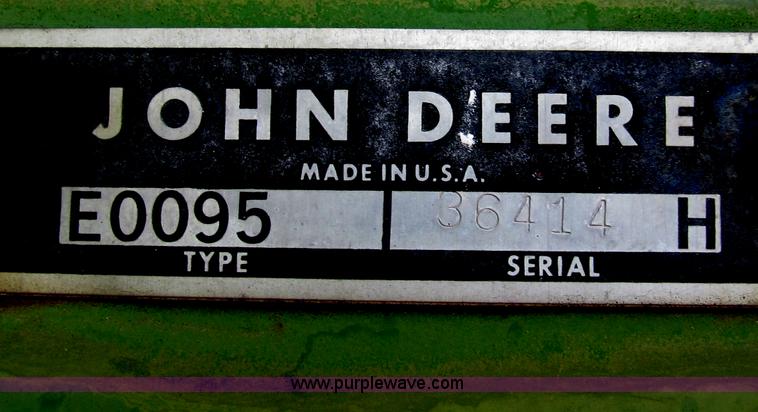 JOHN DEERE
MADE IN U.S.A.
E0095 36414 H
TYPE SERIAL
www.purplewave.com